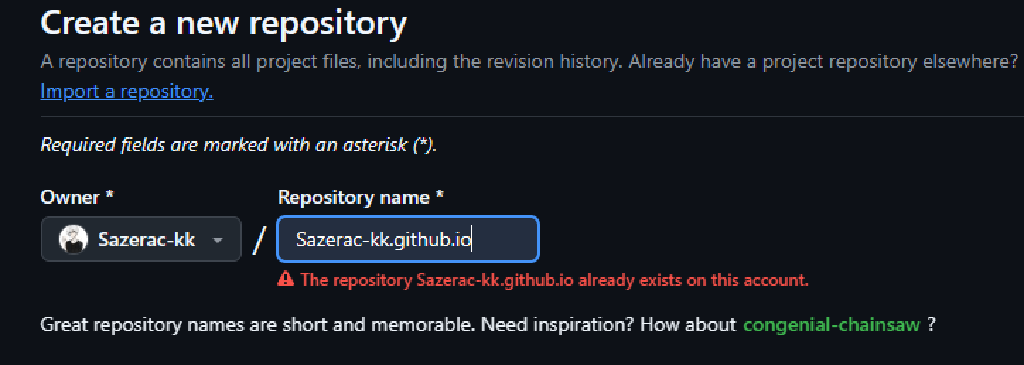 Create a new repository
A repository contains all project files, including the revision history. Already have a project repository elsewhere?
Import a repository.
Required fields are marked with an asterisk (*).
Owner * Repository name *
Sazerac-kk / Sazerac-kk.github.io
The repository Sazerac-kk.github.io already exists on this account.
Great repository names are short and memorable. Need inspiration? How about congenial-chainsaw ?